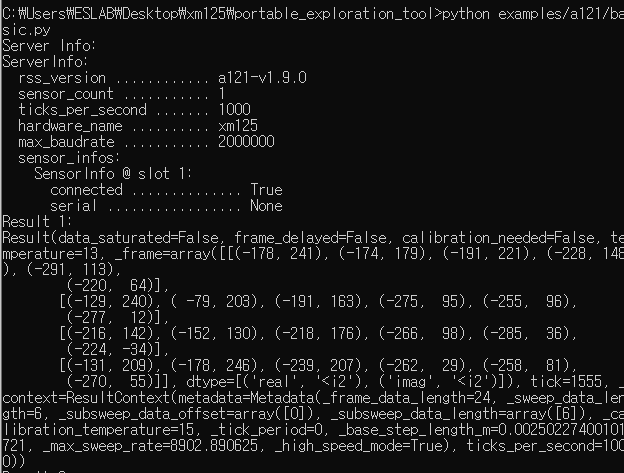 C:₩Users₩ESLAB₩Desktop₩xm125₩portable_exploration_tool>python examples/a121/ba
sic.py
Server Info:
ServerInfo:
  rss_version ............ a121-v1.9.0
  sensor_count ........... 1
  ticks_per_second ....... 1000
  hardware_name .......... xm125
  max_baudrate ........... 2000000
  sensor_infos:
    SensorInfo @ slot 1:
      connected .............. True
      serial ................. None
Result 1:
Result(data_saturated=False, frame_delayed=False, calibration_needed=False, te
mperature=13, _frame=array([[(-178, 241), (-174, 179), (-191, 221), (-228, 148
), (-291, 113),
        (-220,  64)],
       [(-129, 240), ( -79, 203), (-191, 163), (-275,  95), (-255,  96),
        (-277,  12)],
       [(-216, 142), (-152, 130), (-218, 176), (-266,  98), (-285,  36),
        (-224, -34)],
       [(-131, 209), (-178, 246), (-239, 207), (-262,  29), (-258,  81),
        (-270,  55)]], dtype=[('real', '<i2'), ('imag', '<i2')]), tick=1555, _
context=ResultContext(metadata=Metadata(_frame_data_length=24, _sweep_data_len
gth=6, _subsweep_data_offset=array([0]), _subsweep_data_length=array([6]), _ca
libration_temperature=15, _tick_period=0, _base_step_length_m=0.00250227400101
721, _max_sweep_rate=8902.890625, _high_speed_mode=True), ticks_per_second=100
0))